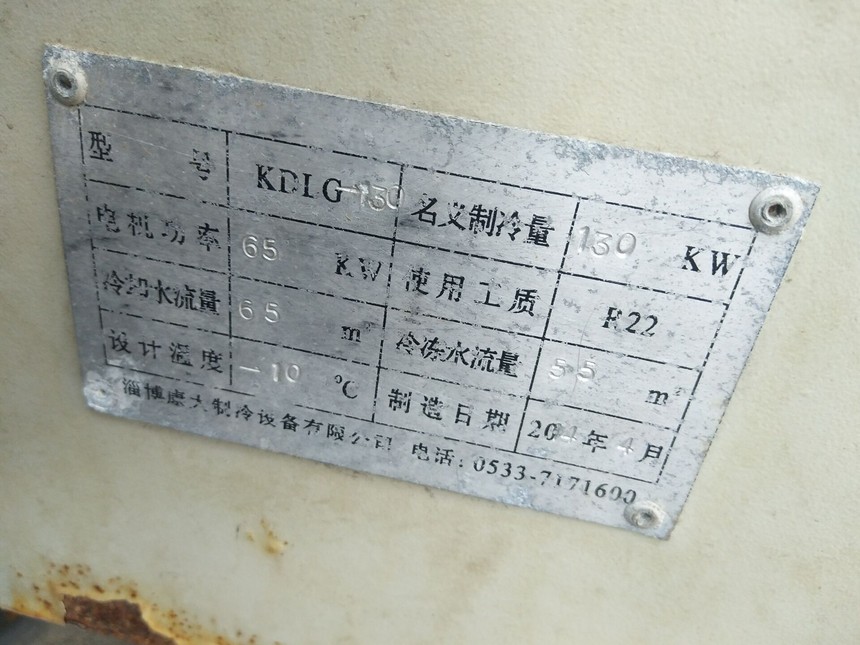 型 号 KDLG-130 名义制冷量 130 KW
电机功率 65 KW 使用工质 R22
冷却水流量 65 m³ 冷冻水流量 55 m³
设计温度 -10 ℃ 制造日期 20 年 4 月
淄博康大制冷设备有限公司 电话:0533-7171600